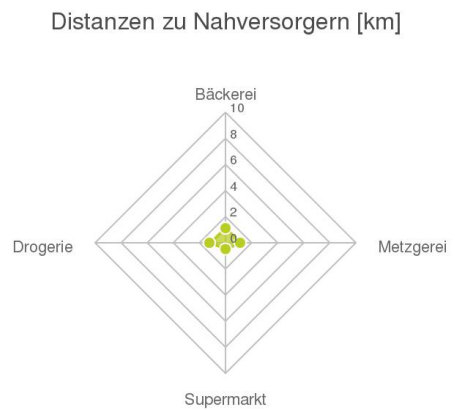 Distanzen zu Nahversorgern [km]
Bäckerei
10
8
6
4
2
0
Drogerie
Metzgerei
Supermarkt